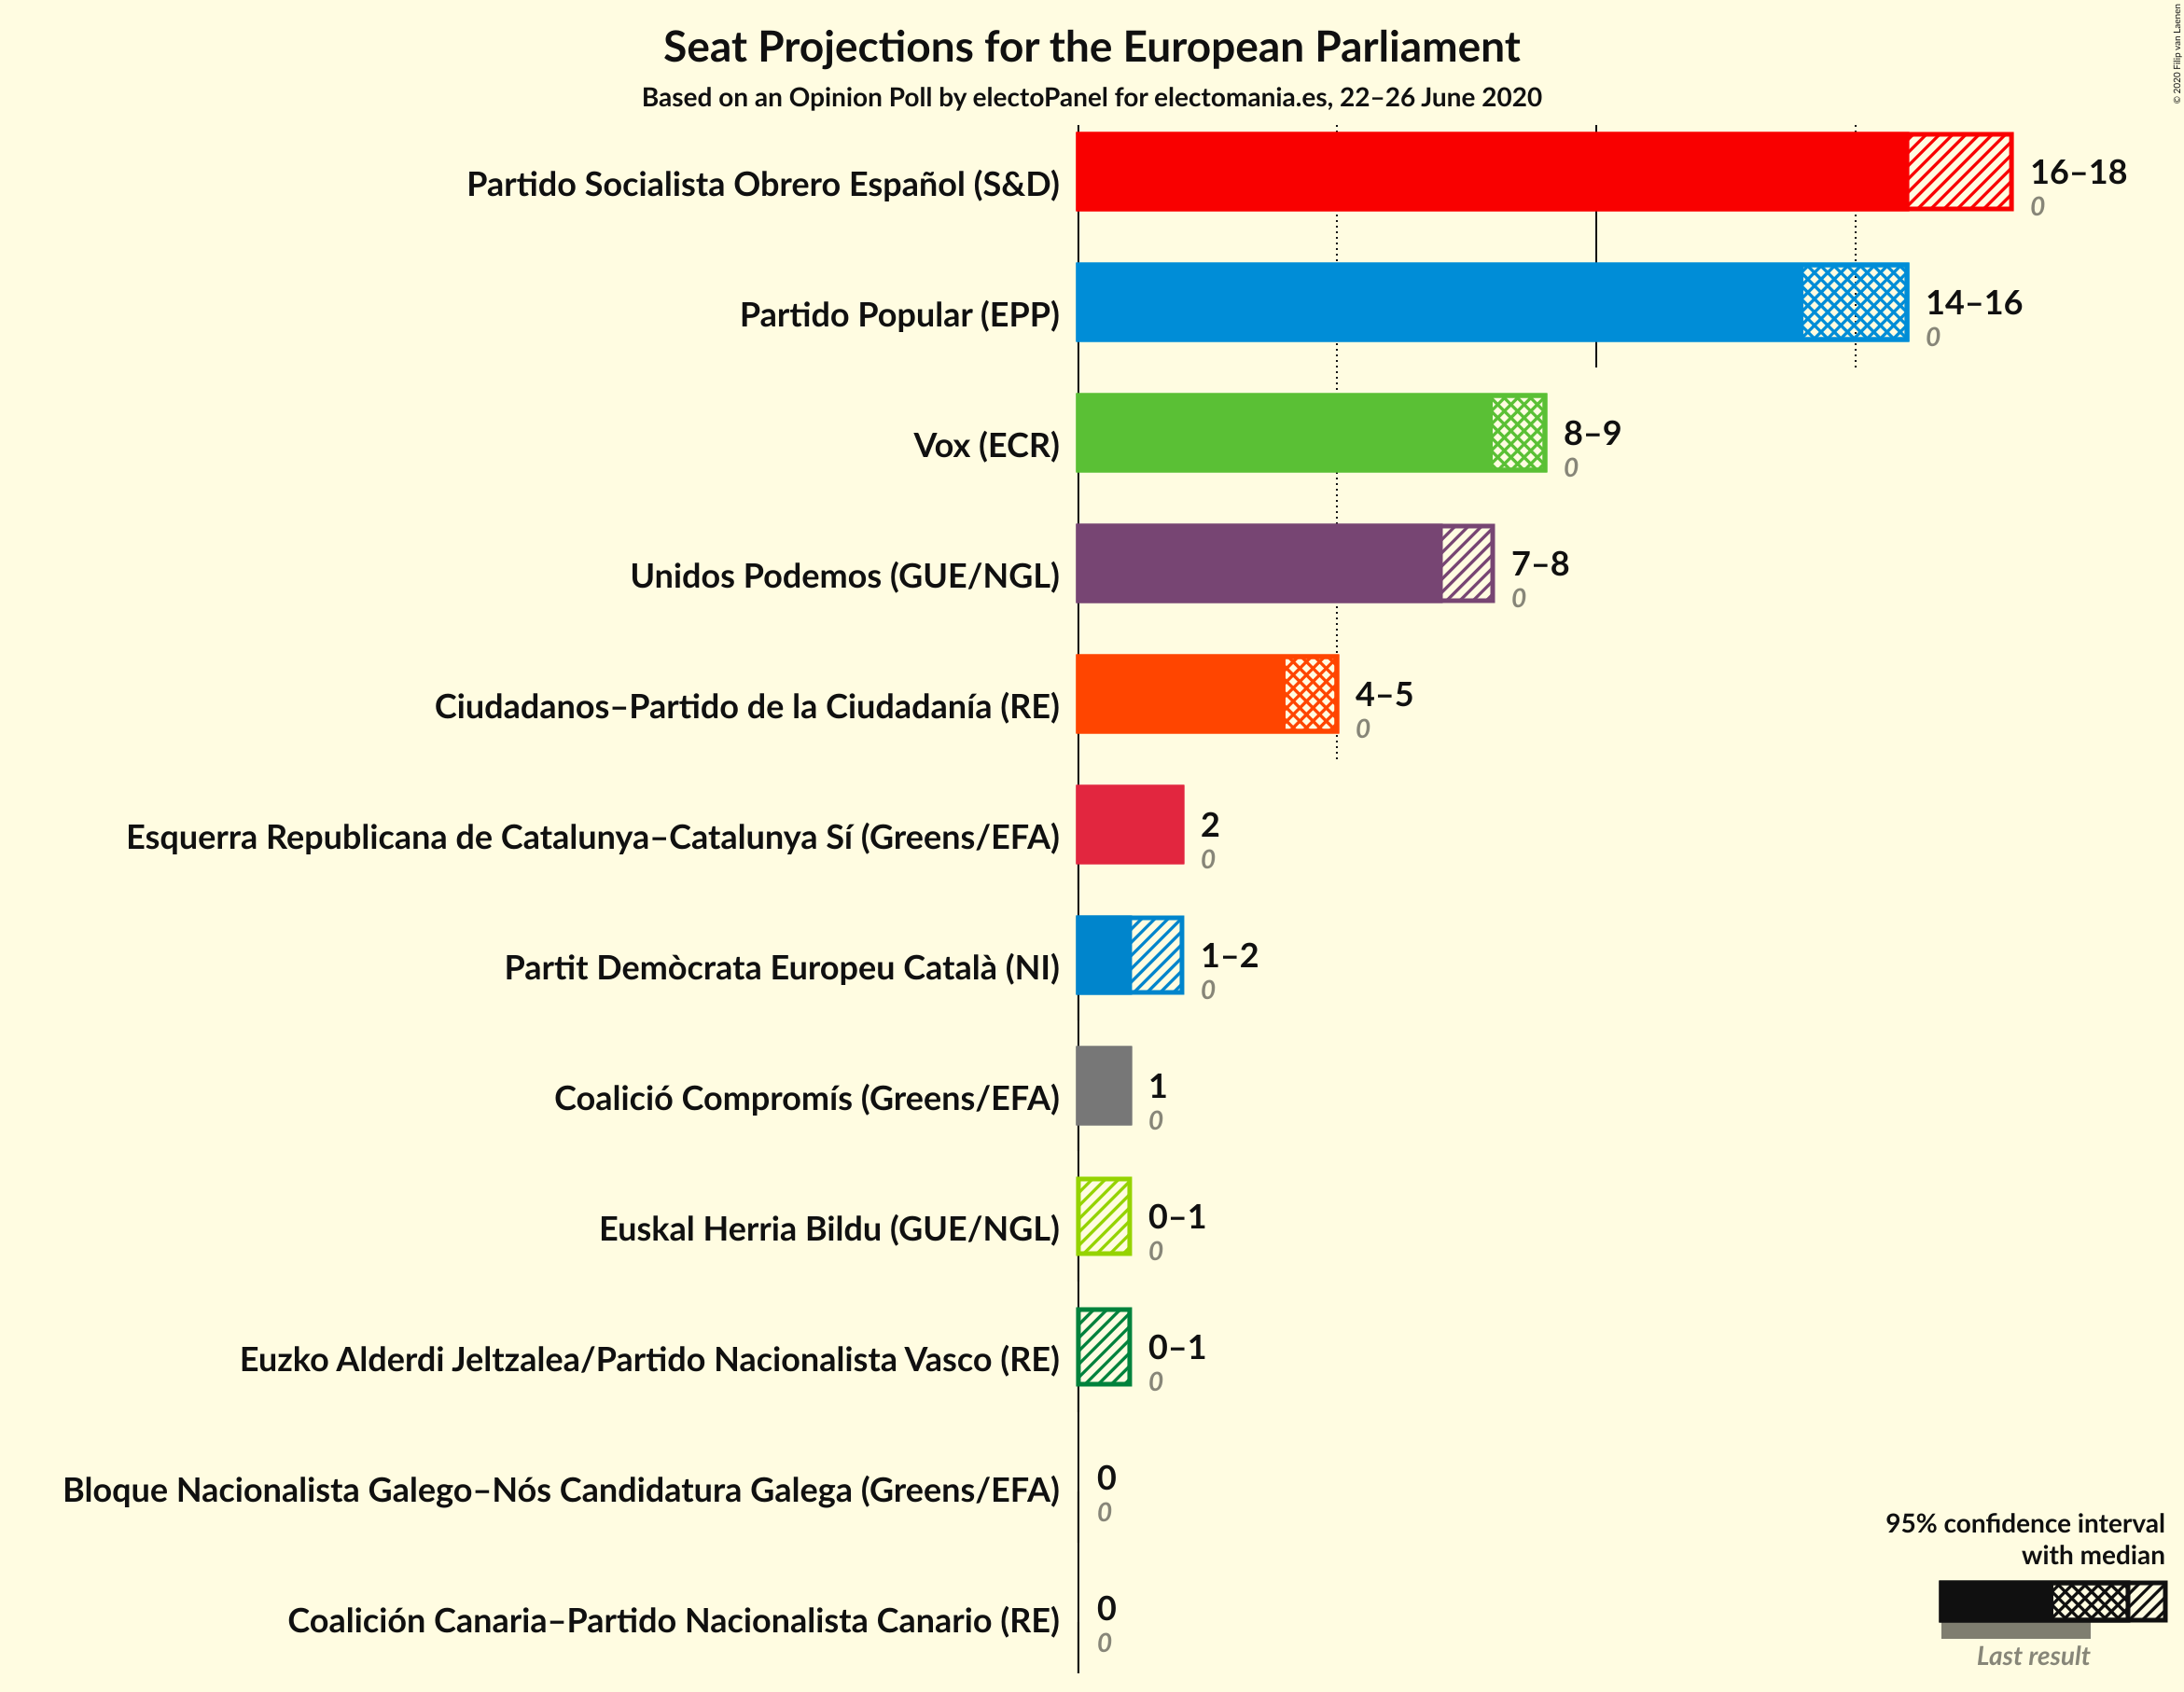 Seat Projections for the European Parliament
Based on an Opinion Poll by electoPanel for electomania.es, 22–26 June 2020
© 2020 Filip van Laenen
Partido Socialista Obrero Español (S&D)
16–18
0
Partido Popular (EPP)
14–16
0
Vox (ECR)
8–9
0
Unidos Podemos (GUE/NGL)
7–8
0
Ciudadanos–Partido de la Ciudadanía (RE)
4–5
0
Esquerra Republicana de Catalunya–Catalunya Sí (Greens/EFA)
2
0
Partit Demòcrata Europeu Català (NI)
1–2
0
Coalició Compromís (Greens/EFA)
1
0
Euskal Herria Bildu (GUE/NGL)
0–1
0
Euzko Alderdi Jeltzalea/Partido Nacionalista Vasco (RE)
0–1
0
Bloque Nacionalista Galego–Nós Candidatura Galega (Greens/EFA)
0
0
Coalición Canaria–Partido Nacionalista Canario (RE)
0
0
95% confidence interval
with median
Last result